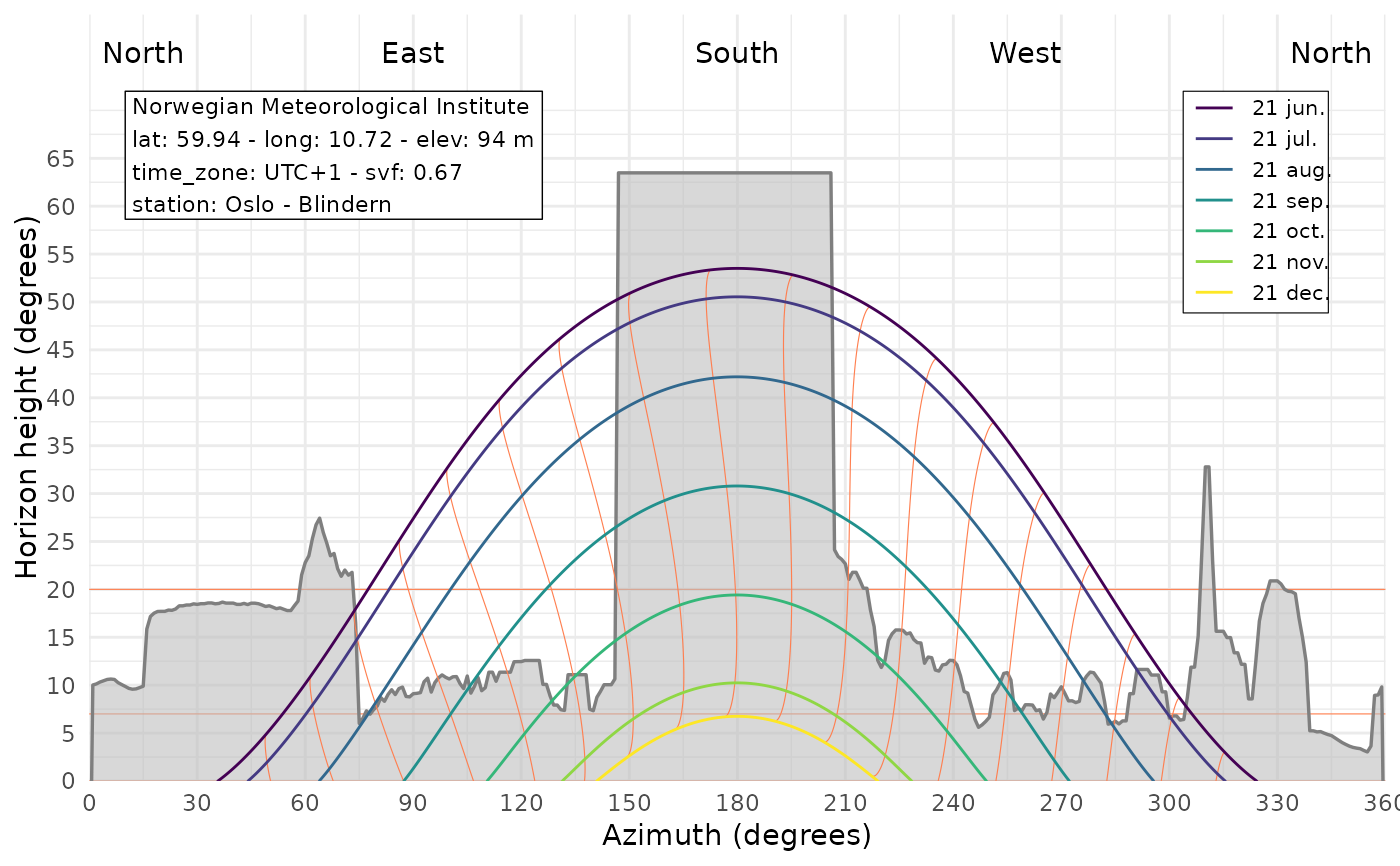 North East South West North
Norwegian Meteorological Institute
lat: 59.94 - long: 10.72 - elev: 94 m
time_zone: UTC+1 - svf: 0.67
station: Oslo - Blindern
21 jun.
21 jul.
21 aug.
21 sep.
21 oct.
21 nov.
21 dec.
Horizon height (degrees)
65
60
55
50
45
40
35
30
25
20
15
10
5
0
0 30 60 90 120 150 180 210 240 270 300 330 360
Azimuth (degrees)